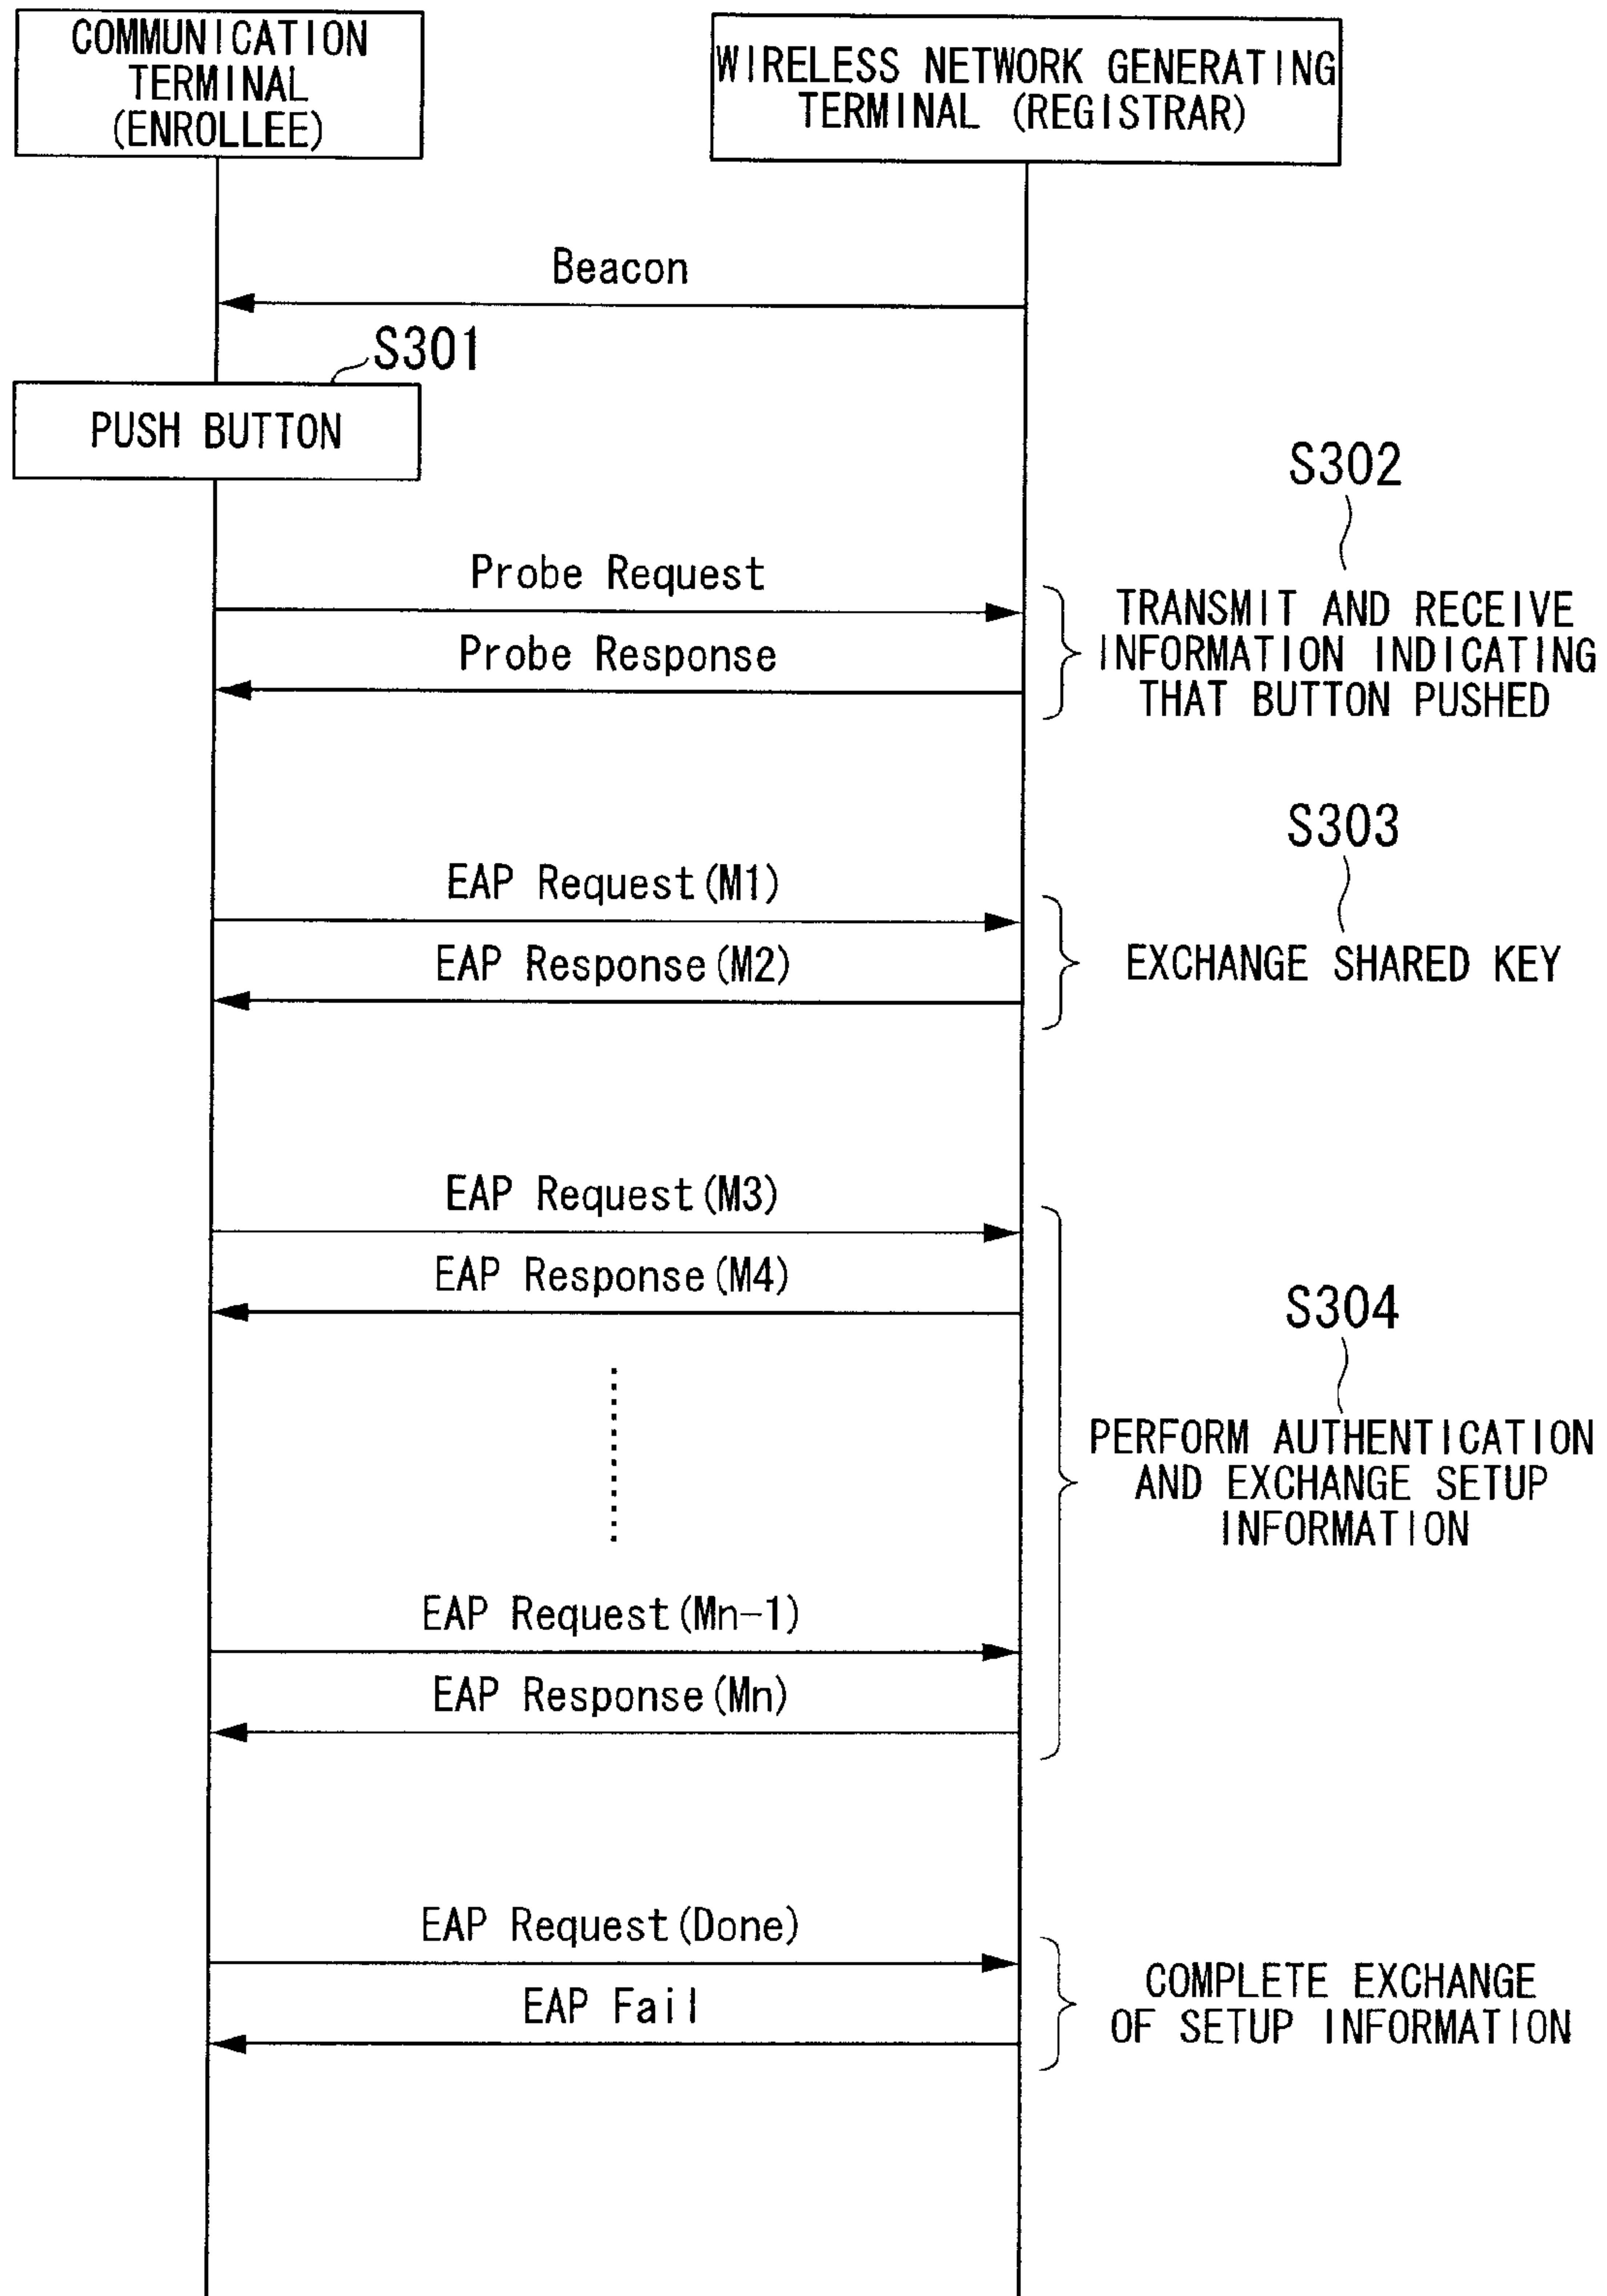 COMMUNICATION
TERMINAL
(ENROLLEE)
WIRELESS NETWORK GENERATING
TERMINAL (REGISTRAR)
Beacon
S301
PUSH BUTTON
S302
Probe Request
TRANSMIT AND RECEIVE
INFORMATION INDICATING
THAT BUTTON PUSHED
Probe Response
S303
EAP Request(M1)
EAP Response(M2)
EXCHANGE SHARED KEY
EAP Request(M3)
EAP Response(M4)
S304
PERFORM AUTHENTICATION
AND EXCHANGE SETUP
INFORMATION
EAP Request(Mn-1)
EAP Response(Mn)
EAP Request(Done)
EAP Fail
COMPLETE EXCHANGE
OF SETUP INFORMATION